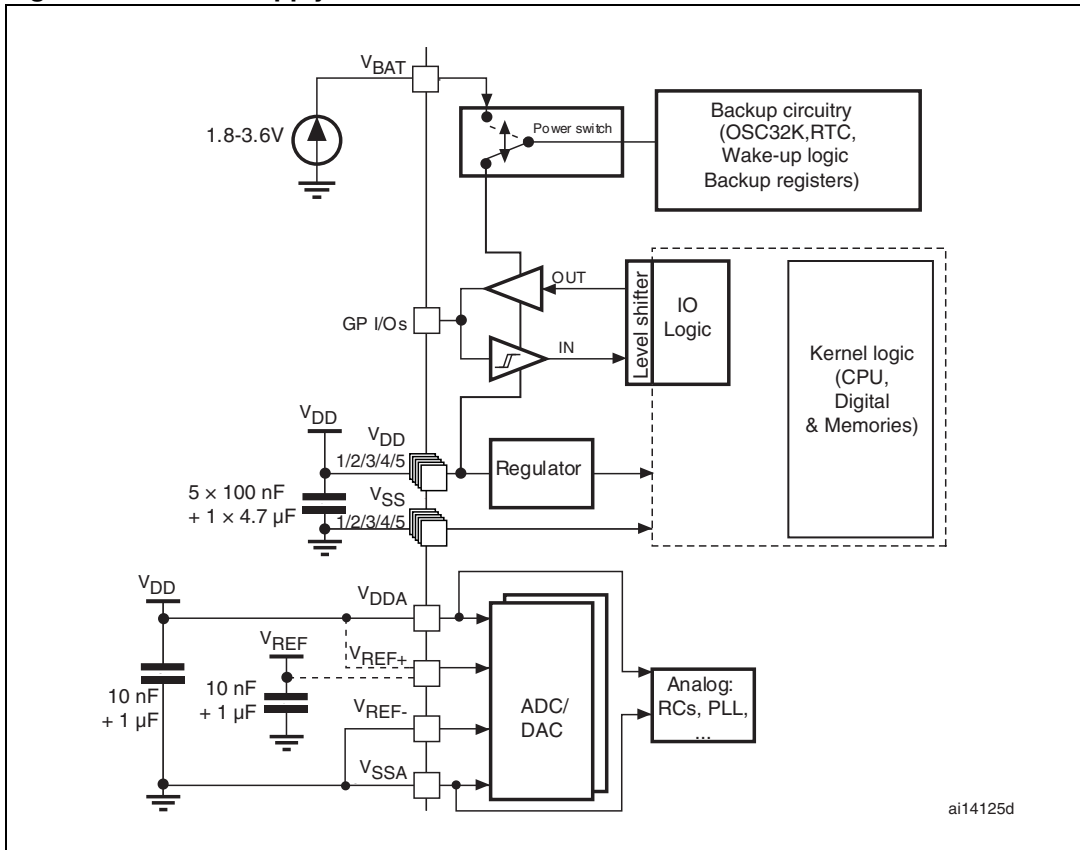 VBAT
1.8-3.6V
Power switch
Backup circuitry
(OSC32K,RTC,
Wake-up logic
Backup registers)
GP I/Os
OUT
IN
Level shifter
IO
Logic
Kernel logic
(CPU,
Digital
& Memories)
VDD
VDD
1/2/3/4/5
Regulator
5 × 100 nF
+ 1 × 4.7 µF
VSS
1/2/3/4/5
VDD
VDDA
VREF
VREF+
10 nF
+ 1 µF
10 nF
+ 1 µF
VREF-
VSSA
ADC/
DAC
Analog:
RCs, PLL,
...
ai14125d